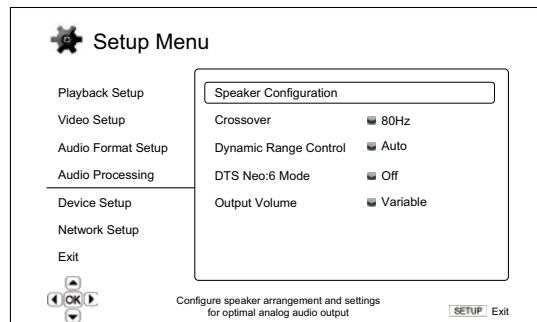 Setup Menu
Playback Setup
Video Setup
Audio Format Setup
Audio Processing
Device Setup
Network Setup
Exit
Speaker Configuration
Crossover 80Hz
Dynamic Range Control Auto
DTS Neo:6 Mode Off
Output Volume Variable
OK
Configure speaker arrangement and settings
for optimal analog audio output
SETUP Exit